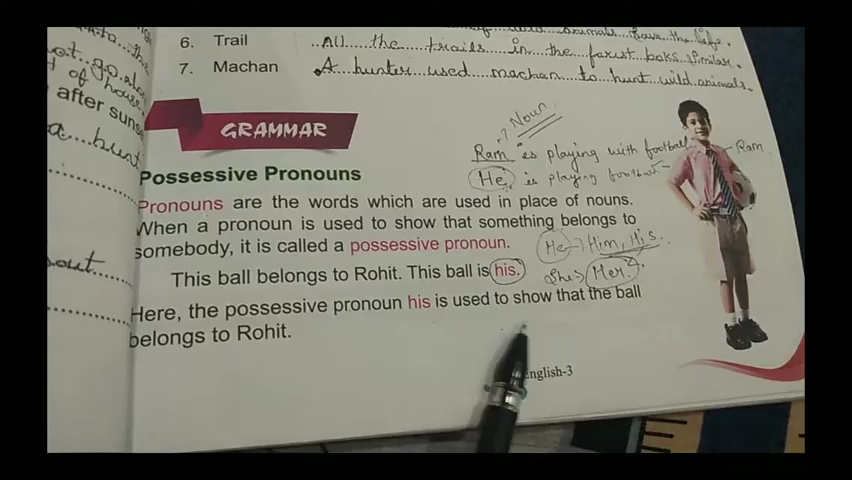 6. Trail All the trails in the forxst boks Similar.
7. Machan A hunter used machan to hunt wild animals.
after suns
GRAMMAR
Noun
Ram is playing with football
He is playing football
Ram
Possessive Pronouns
Pronouns are the words which are used in place of nouns.
When a pronoun is used to show that something belongs to
somebody, it is called a possessive pronoun.
He → Him, His.
This ball belongs to Rohit. This ball is his.
She Her.
Here, the possessive pronoun his is used to show that the ball
belongs to Rohit.
English-3